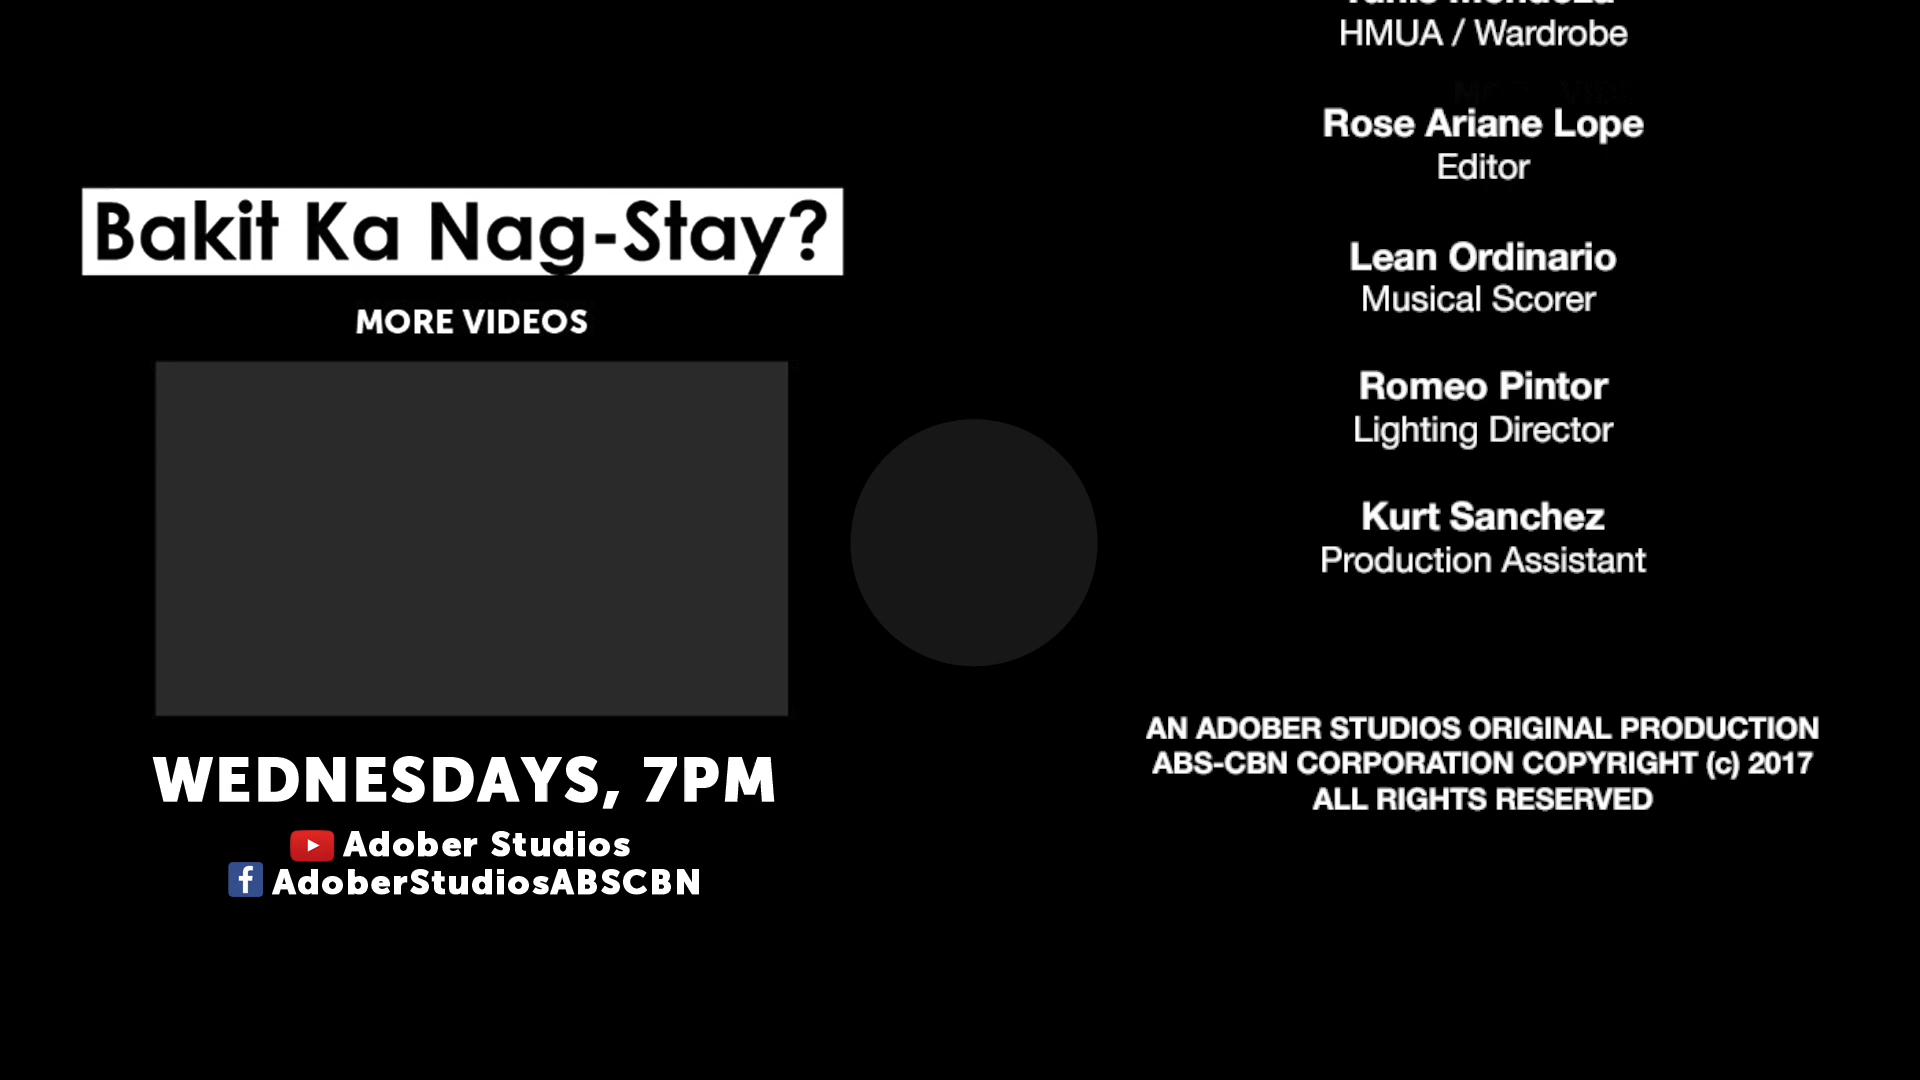 Bakit Ka Nag-Stay?
MORE VIDEOS
WEDNESDAYS, 7PM
Adober Studios
AdoberStudiosABSCBN
HMUA / Wardrobe
Rose Ariane Lope
Editor
Lean Ordinario
Musical Scorer
Romeo Pintor
Lighting Director
Kurt Sanchez
Production Assistant
AN ADOBER STUDIOS ORIGINAL PRODUCTION
ABS-CBN CORPORATION COPYRIGHT (c) 2017
ALL RIGHTS RESERVED